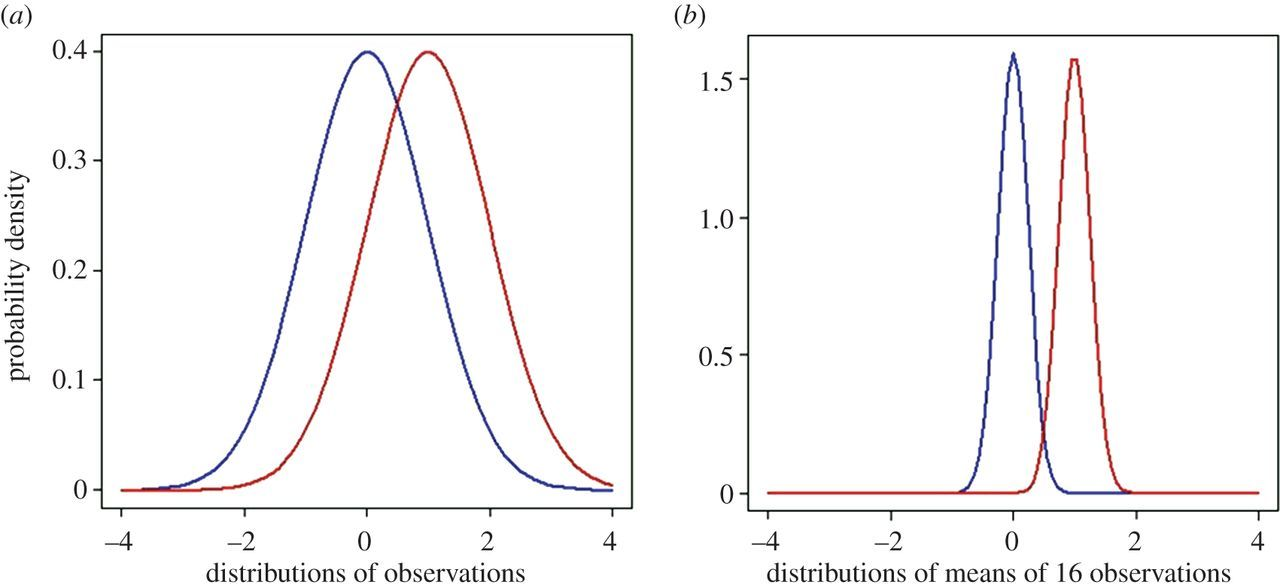 (a)
(b)
probability density
0.4
0.3
0.2
0.1
0
–4 –2 0 2 4
distributions of observations
1.5
1.0
0.5
0
–4 –2 0 2 4
distributions of means of 16 observations